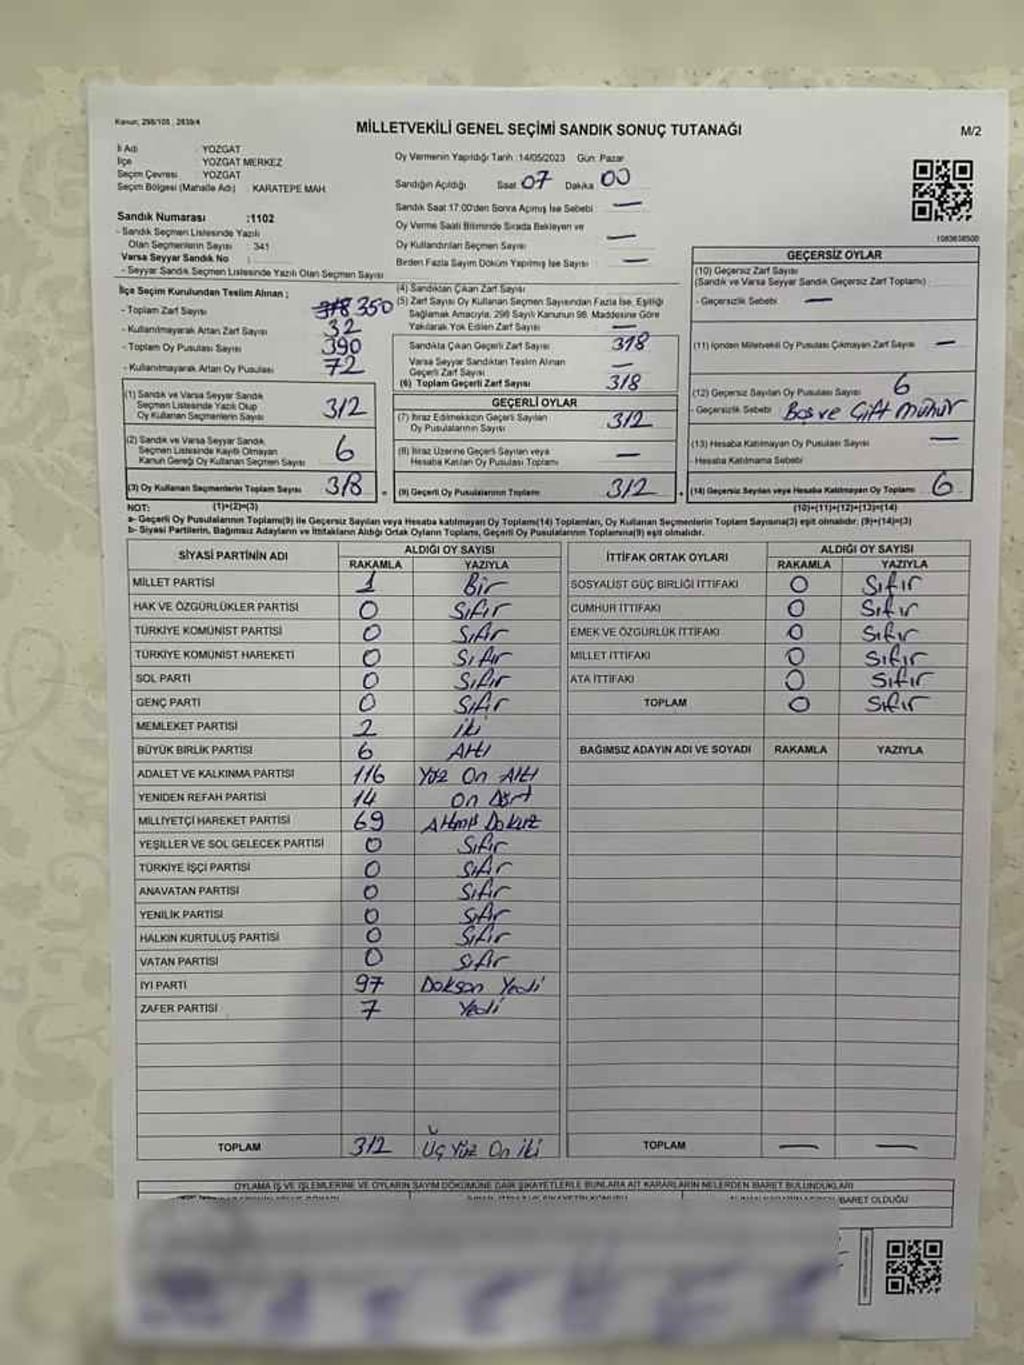 Kanun: 298/105 ; 2839/4
MİLLETVEKİLİ GENEL SEÇİMİ SANDIK SONUÇ TUTANAĞI
M/2
İl Adı : YOZGAT
İlçe : YOZGAT MERKEZ
Seçim Çevresi : YOZGAT
Seçim Bölgesi (Mahalle Adı) : KARATEPE MAH.
Sandık Numarası :1102
- Sandık Seçmen Listesinde Yazılı
Olan Seçmenlerin Sayısı : 341
Varsa Seyyar Sandık No :
- Seyyar Sandık Seçmen Listesinde Yazılı Olan Seçmen Sayısı
Oy Vermenin Yapıldığı Tarih :14/05/2023 Gün: Pazar
Sandığın Açıldığı Saat: 07 Dakika 00
Sandık Saat 17:00'den Sonra Açılmış İse Sebebi : —
Oy Verme Saati Bitiminde Sırada Bekleyen ve
Oy Kullandırılan Seçmen Sayısı —
Birden Fazla Sayım Döküm Yapılmış İse Sayısı : —
1083638500
İlçe Seçim Kurulundan Teslim Alınan ;
- Toplam Zarf Sayısı : 318 350
- Kullanılmayarak Artan Zarf Sayısı : 32
- Toplam Oy Pusulası Sayısı : 390
- Kullanılmayarak Artan Oy Pusulası : 72
(4) Sandıktan Çıkan Zarf Sayısı :
(5) Zarf Sayısı Oy Kullanan Seçmen Sayısından Fazla İse, Eşitliği
Sağlamak Amacıyla, 298 Sayılı Kanunun 98. Maddesine Göre
Yakılarak Yok Edilen Zarf Sayısı : —
Sandıkta Çıkan Geçerli Zarf Sayısı : 318
Varsa Seyyar Sandıktan Teslim Alınan
Geçerli Zarf Sayısı : —
(6) Toplam Geçerli Zarf Sayısı : 318
GEÇERSİZ OYLAR
(10) Geçersiz Zarf Sayısı
(Sandık ve Varsa Seyyar Sandık Geçersiz Zarf Toplamı) :
- Geçersizlik Sebebi : —
(11) İçinden Milletvekili Oy Pusulası Çıkmayan Zarf Sayısı : —
(12) Geçersiz Sayılan Oy Pusulası Sayısı : 6
- Geçersizlik Sebebi : Boş ve Çift mühür
(13) Hesaba Katılmayan Oy Pusulası Sayısı : —
- Hesaba Katılmama Sebebi :
(14) Geçersiz Sayılan veya Hesaba Katılmayan Oy Toplamı : 6
(1) Sandık ve Varsa Seyyar Sandık
Seçmen Listesinde Yazılı Olup
Oy Kullanan Seçmenlerin Sayısı : 312
(2) Sandık ve Varsa Seyyar Sandık
Seçmen Listesinde Kayıtlı Olmayan
Kanun Gereği Oy Kullanan Seçmen Sayısı : 6
(3) Oy Kullanan Seçmenlerin Toplam Sayısı : 318 =
GEÇERLİ OYLAR
(7) İtiraz Edilmeksizin Geçerli Sayılan
Oy Pusulalarının Sayısı : 312
(8) İtiraz Üzerine Geçerli Sayılan veya
Hesaba Katılan Oy Pusulası Toplamı : —
(9) Geçerli Oy Pusulalarının Toplamı : 312 +
NOT: (1)+(2)=(3) (10)+(11)+(12)+(13)=(14)
a- Geçerli Oy Pusulasının Toplamı(9) ile Geçersiz Sayılan veya Hesaba katılmayan Oy Toplamı(14) Toplamları, Oy Kullanan Seçmenlerin Toplam Sayısına(3) eşit olmalıdır. (9)+(14)=(3)
b- Siyasi Partilerin, Bağımsız Adayların ve İttifakların Aldığı Ortak Oyların Toplamı, Geçerli Oy Pusulasının Toplamına(9) eşit olmalıdır.
SİYASİ PARTİNİN ADI ALDIĞI OY SAYISI İTTİFAK ORTAK OYLARI ALDIĞI OY SAYISI
RAKAMLA YAZIYLA RAKAMLA YAZIYLA
MİLLET PARTİSİ 1 Bir SOSYALİST GÜÇ BİRLİĞİ İTTİFAKI 0 Sıfır
HAK VE ÖZGÜRLÜKLER PARTİSİ 0 Sıfır CUMHUR İTTİFAKI 0 Sıfır
TÜRKİYE KOMÜNİST PARTİSİ 0 Sıfır EMEK VE ÖZGÜRLÜK İTTİFAKI 0 Sıfır
TÜRKİYE KOMÜNİST HAREKETİ 0 Sıfır MİLLET İTTİFAKI 0 Sıfır
SOL PARTİ 0 Sıfır ATA İTTİFAKI 0 Sıfır
GENÇ PARTİ 0 Sıfır TOPLAM 0 Sıfır
MEMLEKET PARTİSİ 2 iki
BÜYÜK BİRLİK PARTİSİ 6 Altı BAĞIMSIZ ADAYIN ADI VE SOYADI RAKAMLA YAZIYLA
ADALET VE KALKINMA PARTİSİ 116 Yüz On Altı
YENİDEN REFAH PARTİSİ 14 On Dört
MİLLİYETÇİ HAREKET PARTİSİ 69 Altmış Dokuz
YEŞİLLER VE SOL GELECEK PARTİSİ 0 Sıfır
TÜRKİYE İŞÇİ PARTİSİ 0 Sıfır
ANAVATAN PARTİSİ 0 Sıfır
YENİLİK PARTİSİ 0 Sıfır
HALKIN KURTULUŞ PARTİSİ 0 Sıfır
VATAN PARTİSİ 0 Sıfır
İYİ PARTİ 97 Doksan Yedi
ZAFER PARTİSİ 7 Yedi
TOPLAM 312 Üç Yüz On iki TOPLAM — —
OYLAMA İŞ VE İŞLEMLERİNE VE OYLARIN SAYIM DÖKÜMÜNE DAİR ŞİKAYETLERLE BUNLARA AİT KARARLARIN NELERDEN İBARET BULUNDUKLARI
İBARET OLDUĞU